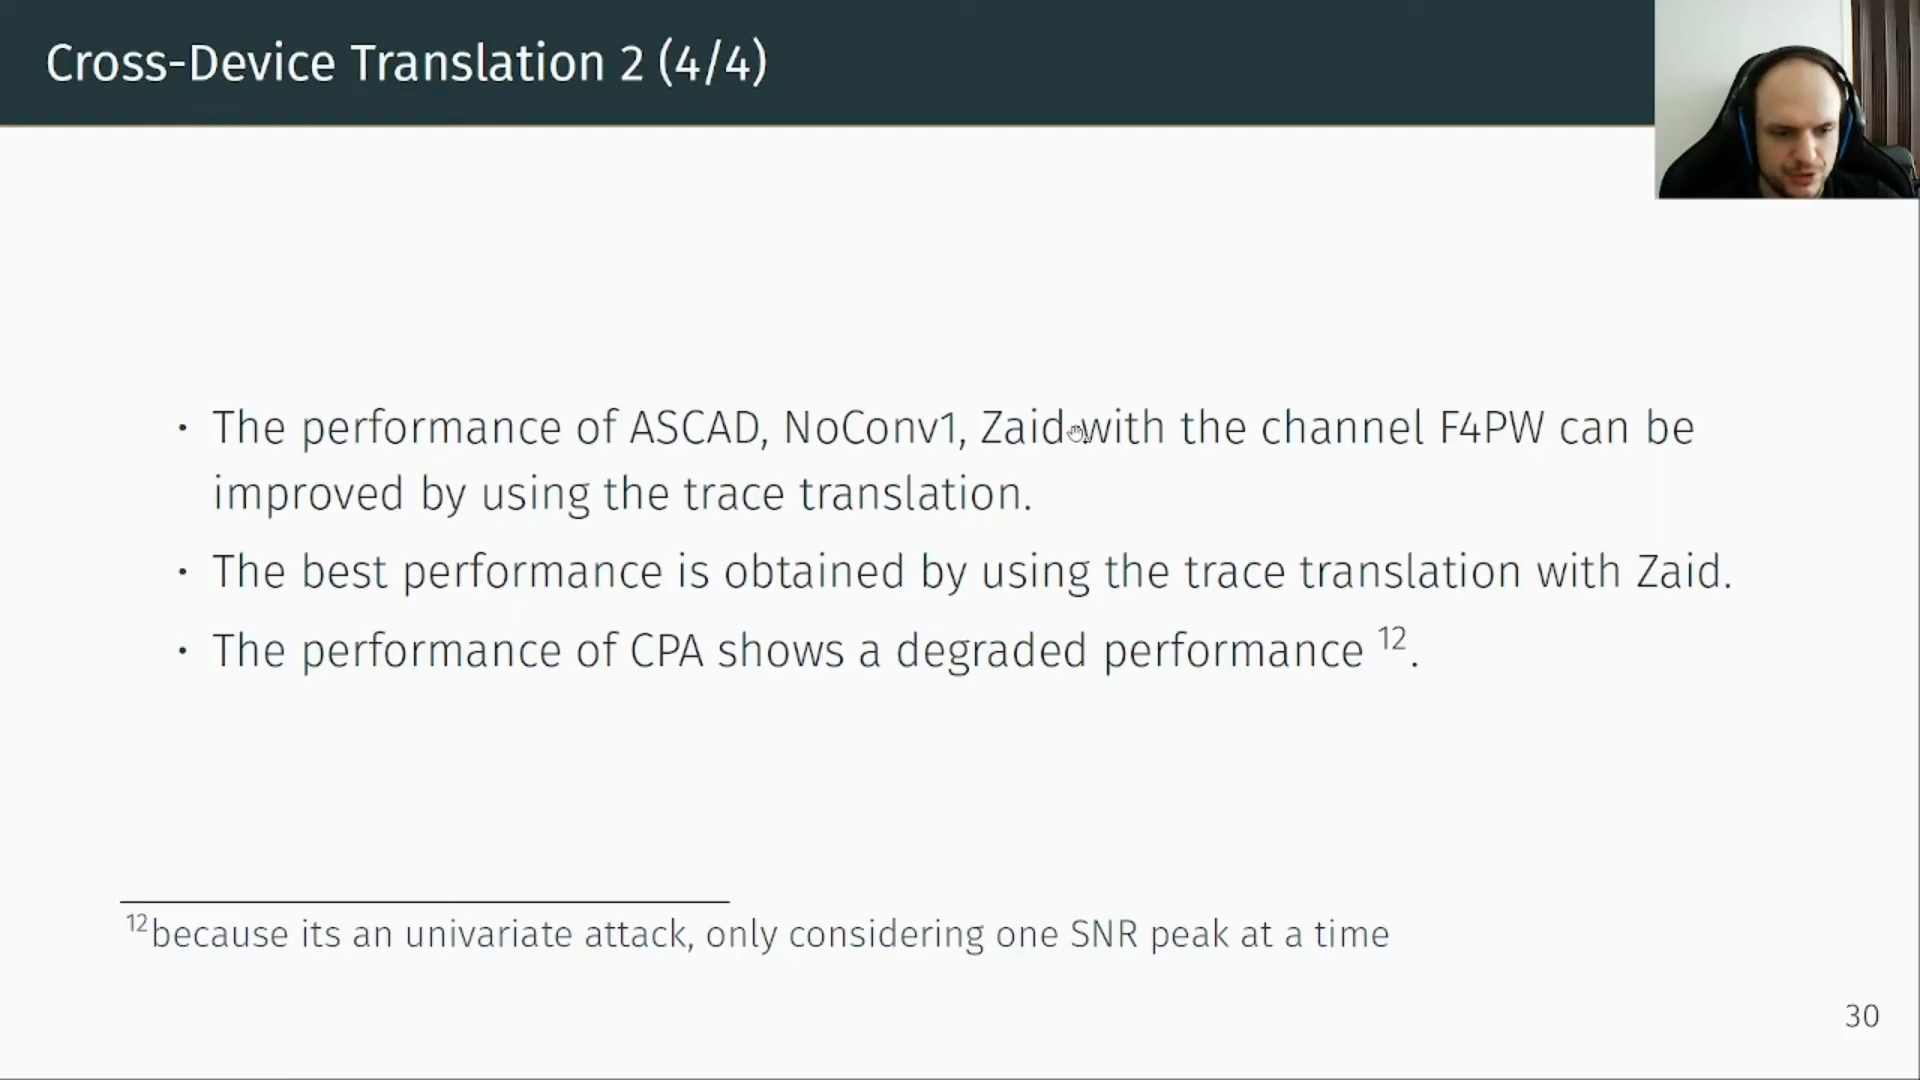 Cross-Device Translation 2 (4/4)
· The performance of ASCAD, NoConv1, Zaid with the channel F4PW can be
improved by using the trace translation.
· The best performance is obtained by using the trace translation with Zaid.
· The performance of CPA shows a degraded performance 12.
12because its an univariate attack, only considering one SNR peak at a time
30